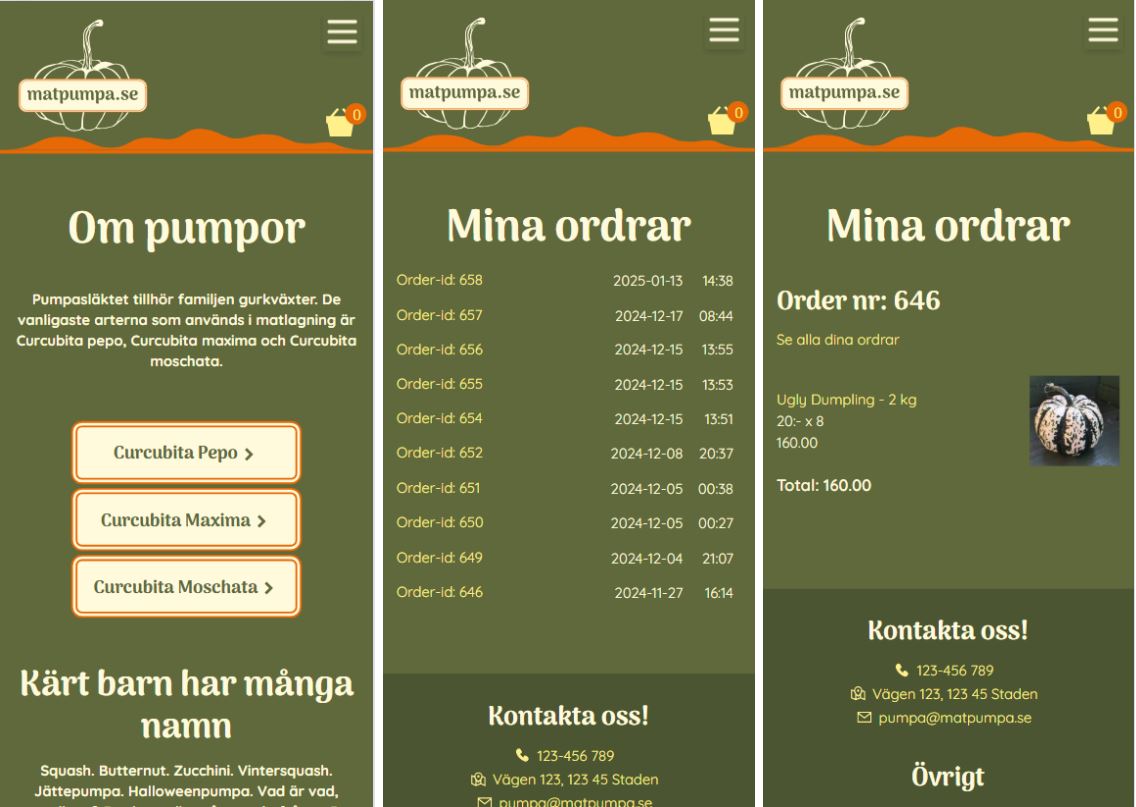 matpumpa.se
0
Om pumpor
Pumpasläktet tillhör familjen gurkväxter. De
vanligaste arterna som används i matlagning är
Curcubita pepo, Curcubita maxima och Curcubita
moschata.
Curcubita Pepo
Curcubita Maxima
Curcubita Moschata
Kärt barn har många
namn
Squash. Butternut. Zucchini. Vintersquash.
Jättepumpa. Halloweenpumpa. Vad är vad,
matpumpa.se
0
Mina ordrar
Order-id: 658 2025-01-13 14:38
Order-id: 657 2024-12-17 08:44
Order-id: 656 2024-12-15 13:55
Order-id: 655 2024-12-15 13:53
Order-id: 654 2024-12-15 13:51
Order-id: 652 2024-12-08 20:37
Order-id: 651 2024-12-05 00:38
Order-id: 650 2024-12-05 00:27
Order-id: 649 2024-12-04 21:07
Order-id: 646 2024-11-27 16:14
Kontakta oss!
123-456 789
Vägen 123, 123 45 Staden
pumpa@matpumpa.se
matpumpa.se
0
Mina ordrar
Order nr: 646
Se alla dina ordrar
Ugly Dumpling - 2 kg
20:- x 8
160.00
Total: 160.00
Kontakta oss!
123-456 789
Vägen 123, 123 45 Staden
pumpa@matpumpa.se
Övrigt